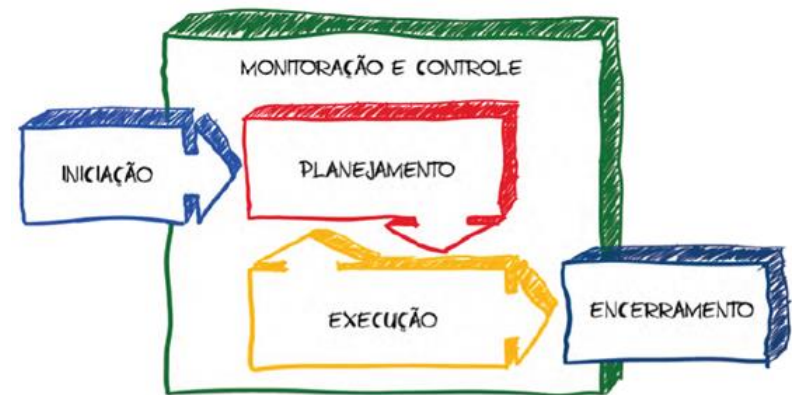 MONITORAÇÃO E CONTROLE
INICIAÇÃO
PLANEJAMENTO
EXECUÇÃO
ENCERRAMENTO